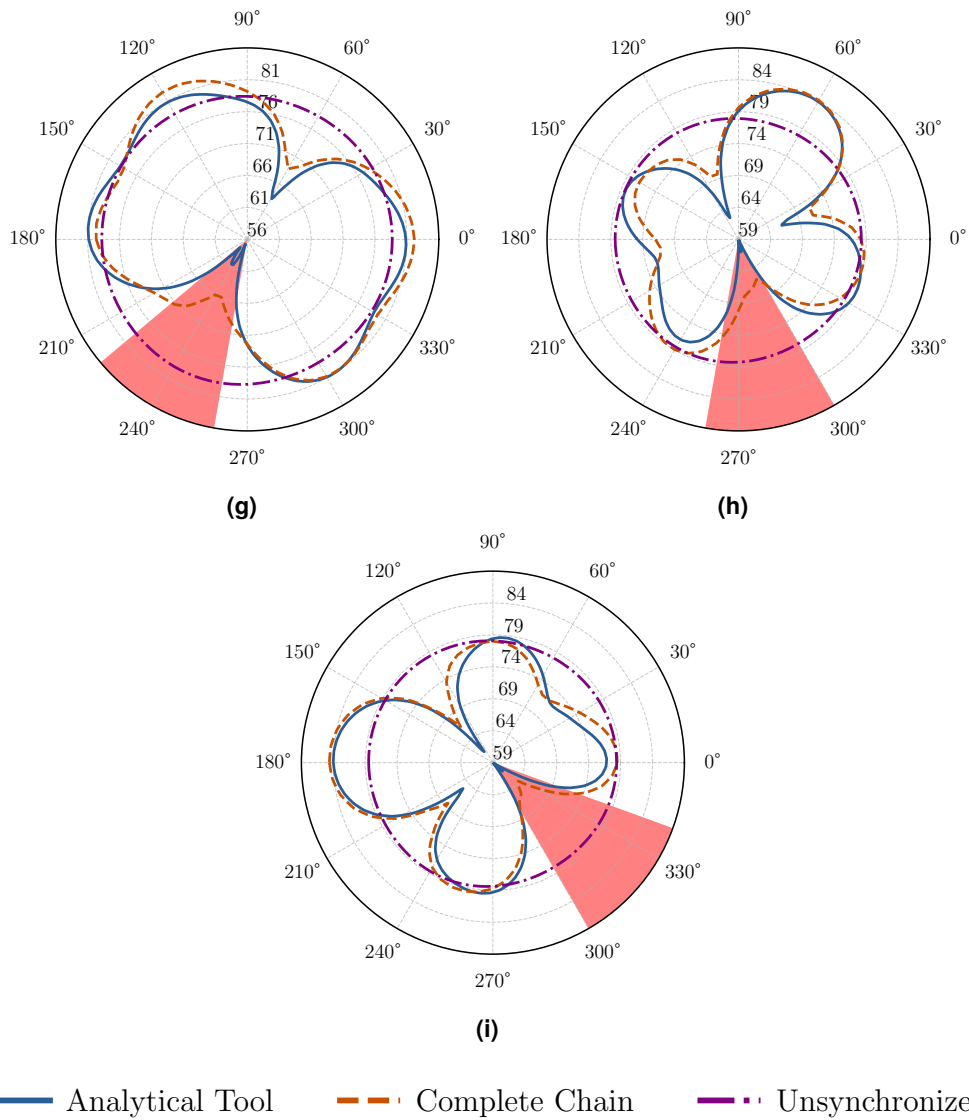 90° 90°
120° 60° 120° 60°
81 84
76 79
150° 30° 150° 30°
71 74
66 69
61 64
180° 56 0° 180° 59 0°
210° 330° 210° 330°
240° 300° 240° 300°
270° 270°
(g) (h)
90°
120° 60°
84
79
150° 30°
74
69
64
180° 59 0°
210° 330°
240° 300°
270°
(i)
Analytical Tool Complete Chain Unsynchronize